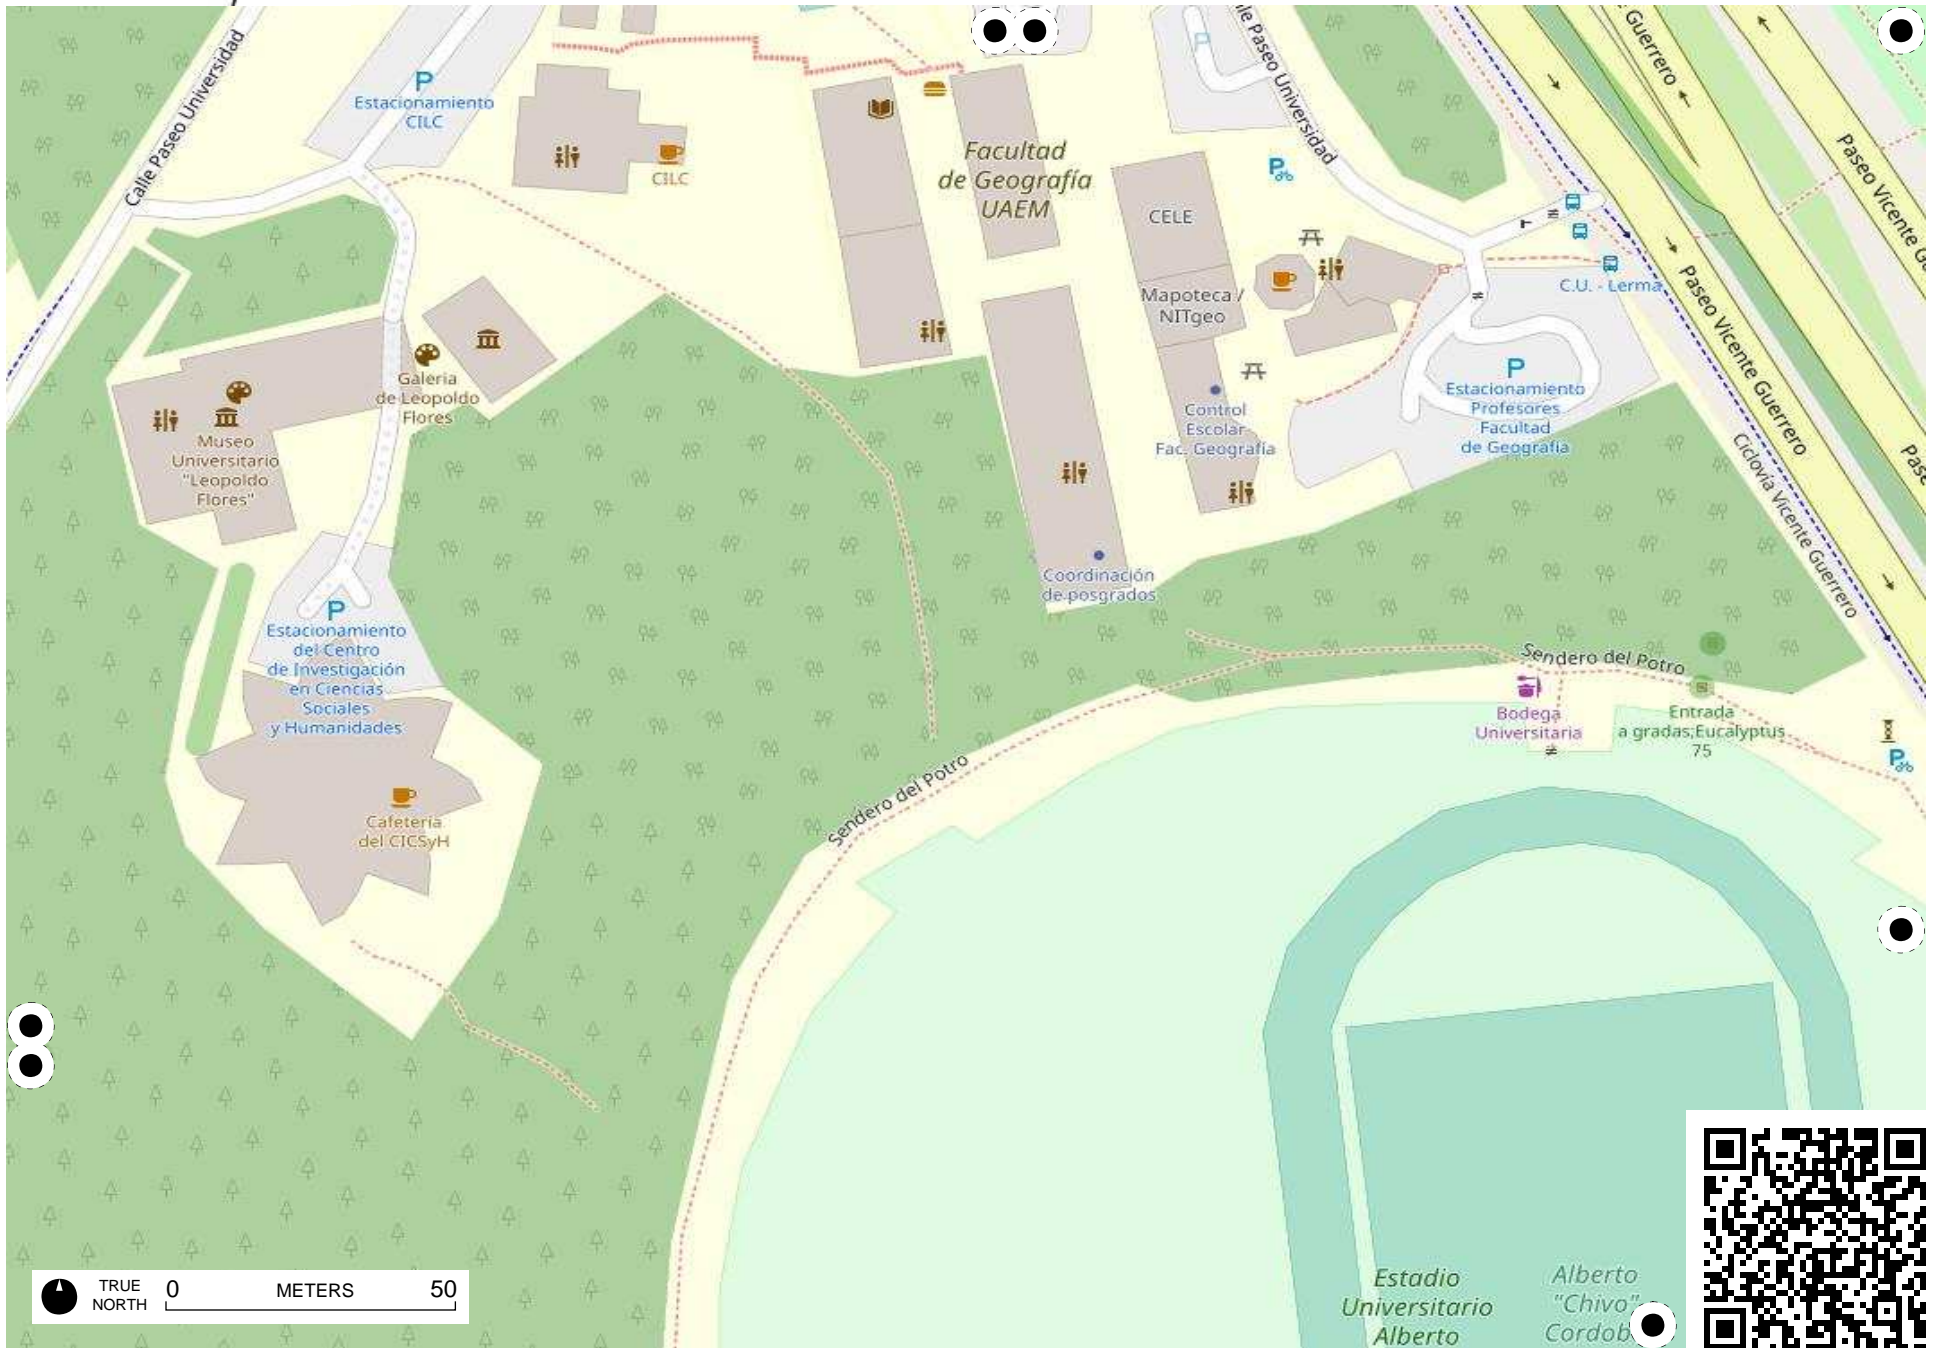 Calle Paseo Universidad
Estacionamiento
CILC
CILC
Facultad
de Geografía
UAEM
P
le Paseo Universidad
Guerrero
Paseo Vicente Gu
CELE
Mapoteca /
NITgeo
C.U. - Lerma
Paseo Vicente Guerrero
Galeria
de Leopoldo
Flores
Museo
Universitario
"Leopoldo
Flores"
Control
Escolar
Fac. Geografía
Estacionamiento
Profesores
Facultad
de Geografía
Ciclovía Vicente Guerrero
Pase
Coordinación
de posgrados
Estacionamiento
del Centro
de Investigación
en Ciencias
Sociales
y Humanidades
Sendero del Potro
Bodega
Universitaria
Entrada
a gradas;Eucalyptus
75
Sendero del Potro
Cafetería
del CICSyH
Estadio
Universitario
Alberto
Alberto
"Chivo"
Cordob
TRUE
NORTH
0 METERS 50